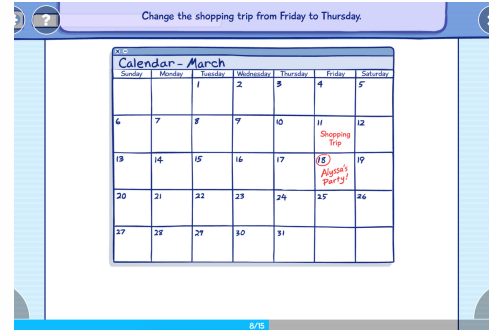 ?
Change the shopping trip from Friday to Thursday.
Calendar - March
Sunday Monday Tuesday Wednesday Thursday Friday Saturday
1 2 3 4 5
6 7 8 9 10 11 12
Shopping
Trip
13 14 15 16 17 18 19
Alyssa's
Party!
20 21 22 23 24 25 26
27 28 29 30 31
8/15